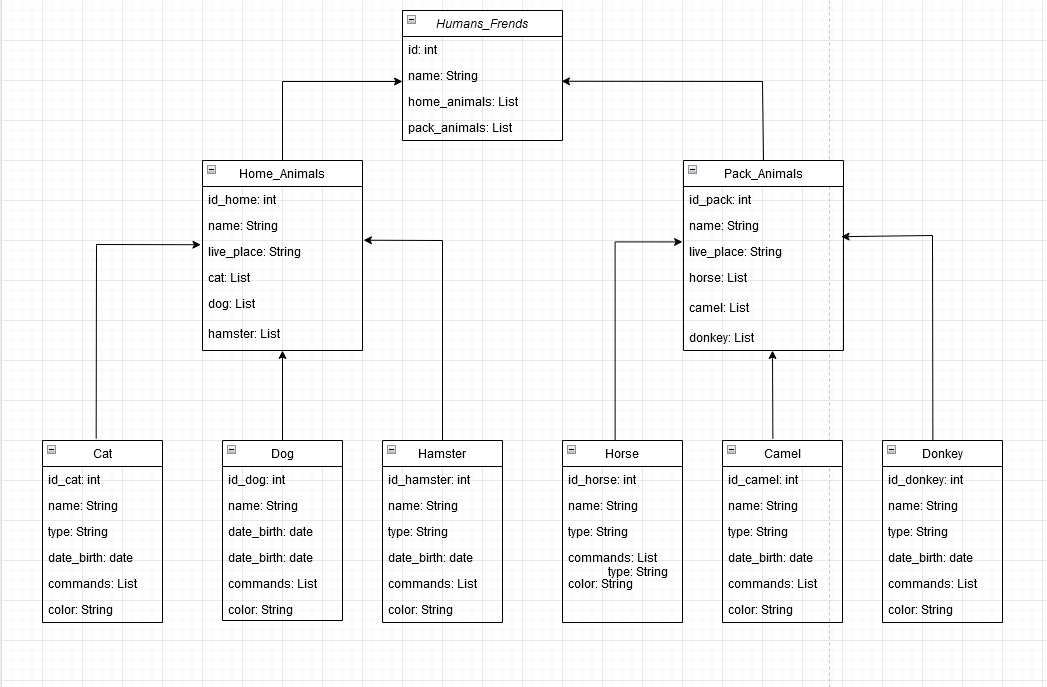 Humans_Frends
id: int
name: String
home_animals: List
pack_animals: List
Home_Animals
id_home: int
name: String
live_place: String
cat: List
dog: List
hamster: List
Pack_Animals
id_pack: int
name: String
live_place: String
horse: List
camel: List
donkey: List
Cat
id_cat: int
name: String
type: String
date_birth: date
commands: List
color: String
Dog
id_dog: int
name: String
date_birth: date
date_birth: date
commands: List
color: String
Hamster
id_hamster: int
name: String
type: String
date_birth: date
commands: List
color: String
Horse
id_horse: int
name: String
type: String
commands: List
type: String
color: String
Camel
id_camel: int
name: String
type: String
date_birth: date
commands: List
color: String
Donkey
id_donkey: int
name: String
type: String
date_birth: date
commands: List
color: String